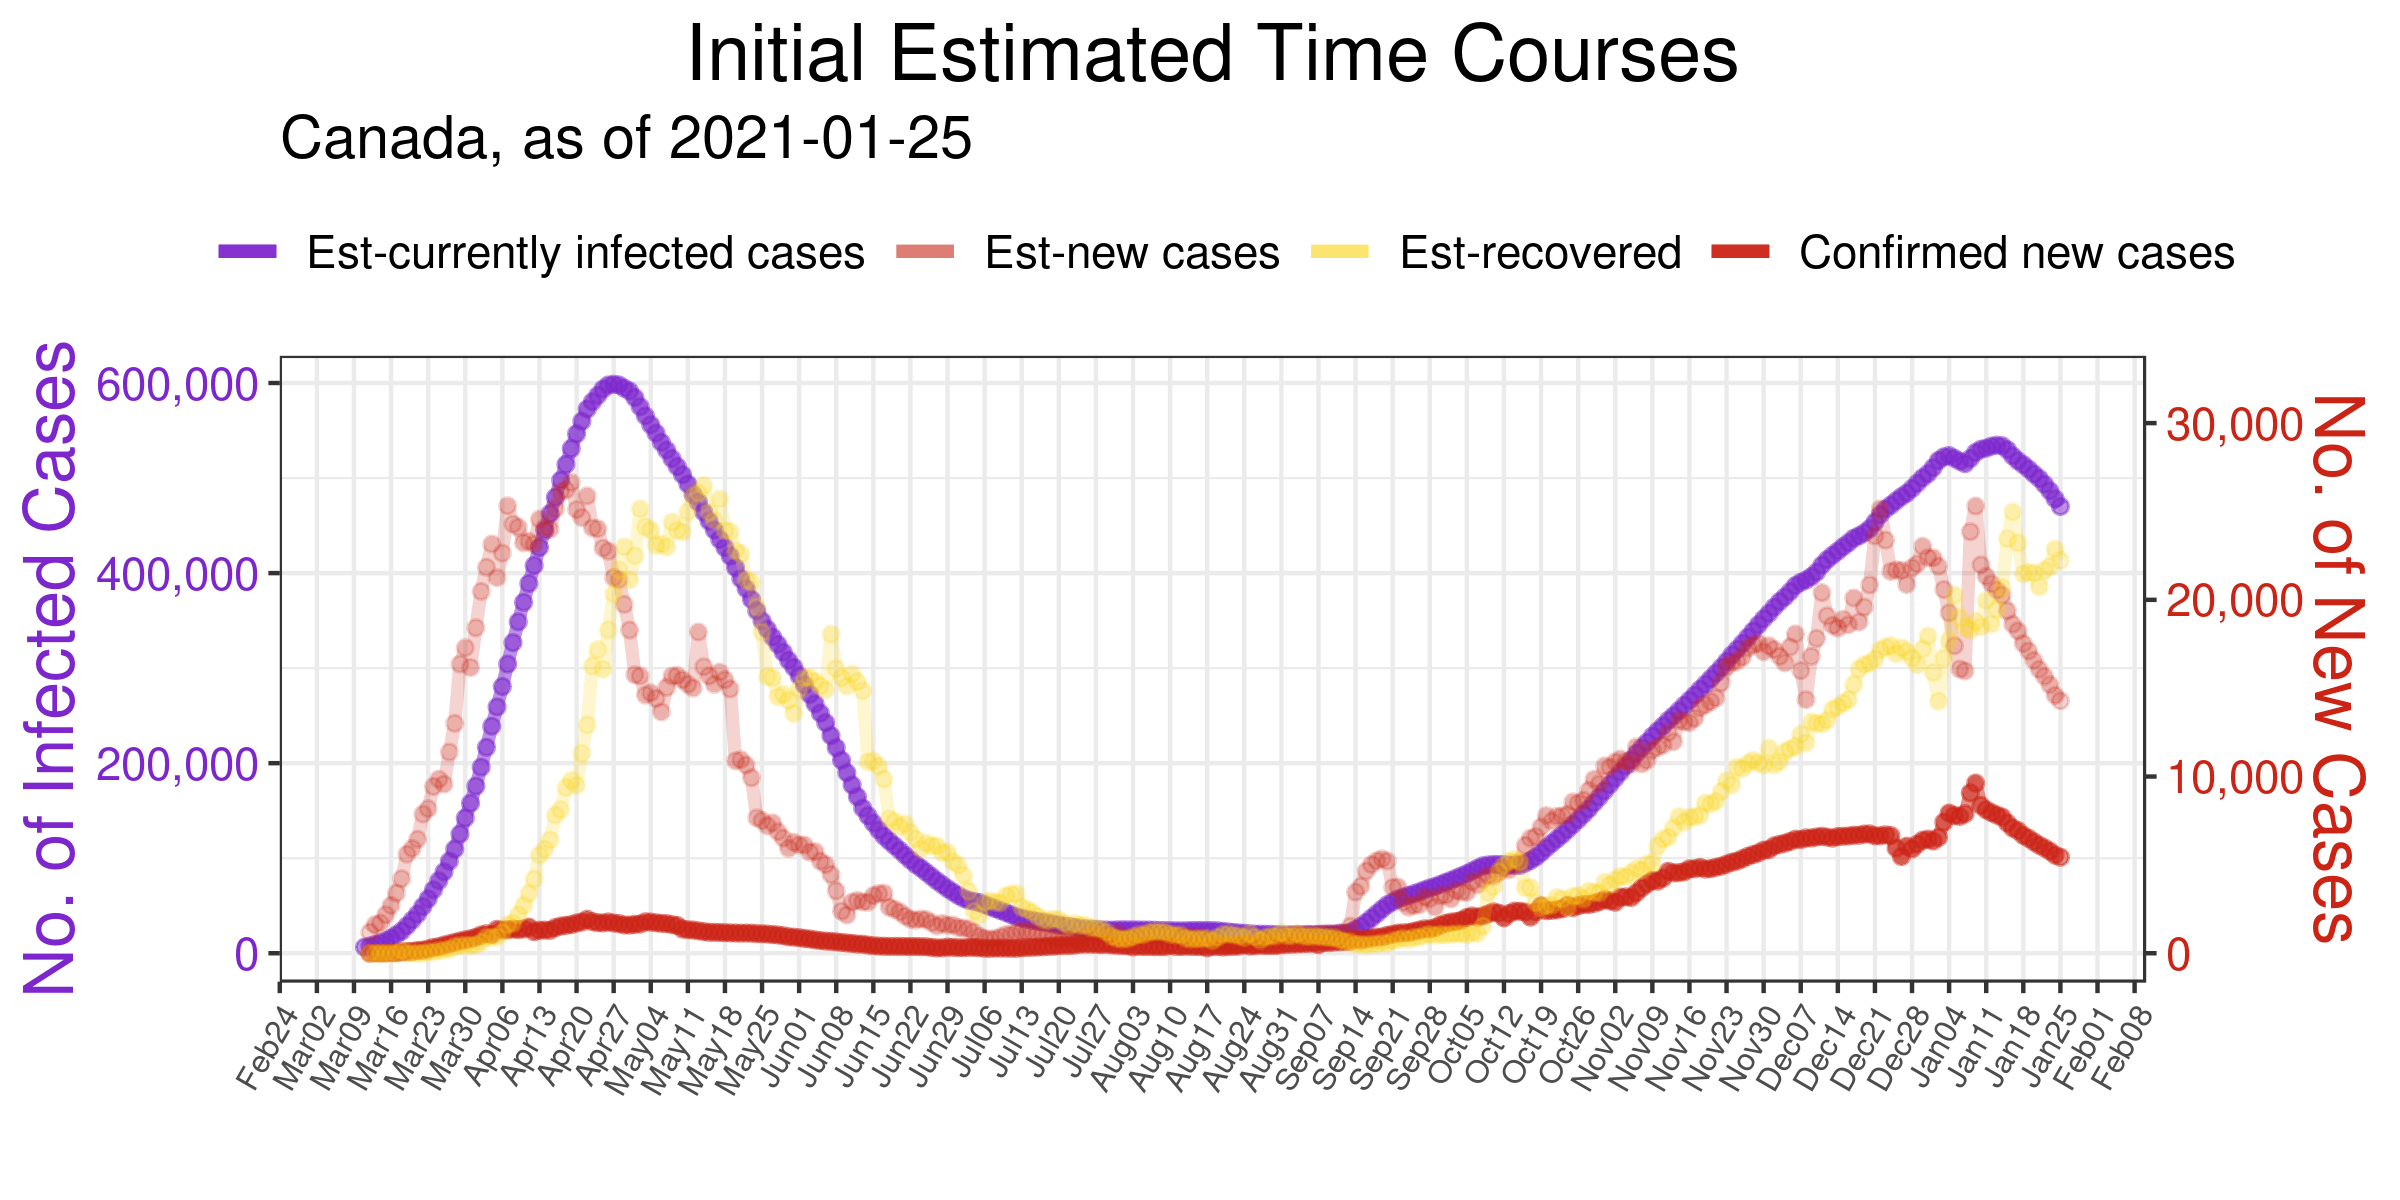 Initial Estimated Time Courses
Canada, as of 2021-01-25
Est-currently infected cases Est-new cases Est-recovered Confirmed new cases
No. of Infected Cases
600,000
400,000
200,000
0
30,000
20,000
10,000
0
No. of New Cases
Feb24 Mar02 Mar09 Mar16 Mar23 Mar30 Apr06 Apr13 Apr20 Apr27 May04 May11 May18 May25 Jun01 Jun08 Jun15 Jun22 Jun29 Jul06 Jul13 Jul20 Jul27 Aug03 Aug10 Aug17 Aug24 Aug31 Sep07 Sep14 Sep21 Sep28 Oct05 Oct12 Oct19 Oct26 Nov02 Nov09 Nov16 Nov23 Nov30 Dec07 Dec14 Dec21 Dec28 Jan04 Jan11 Jan18 Jan25 Feb01 Feb08